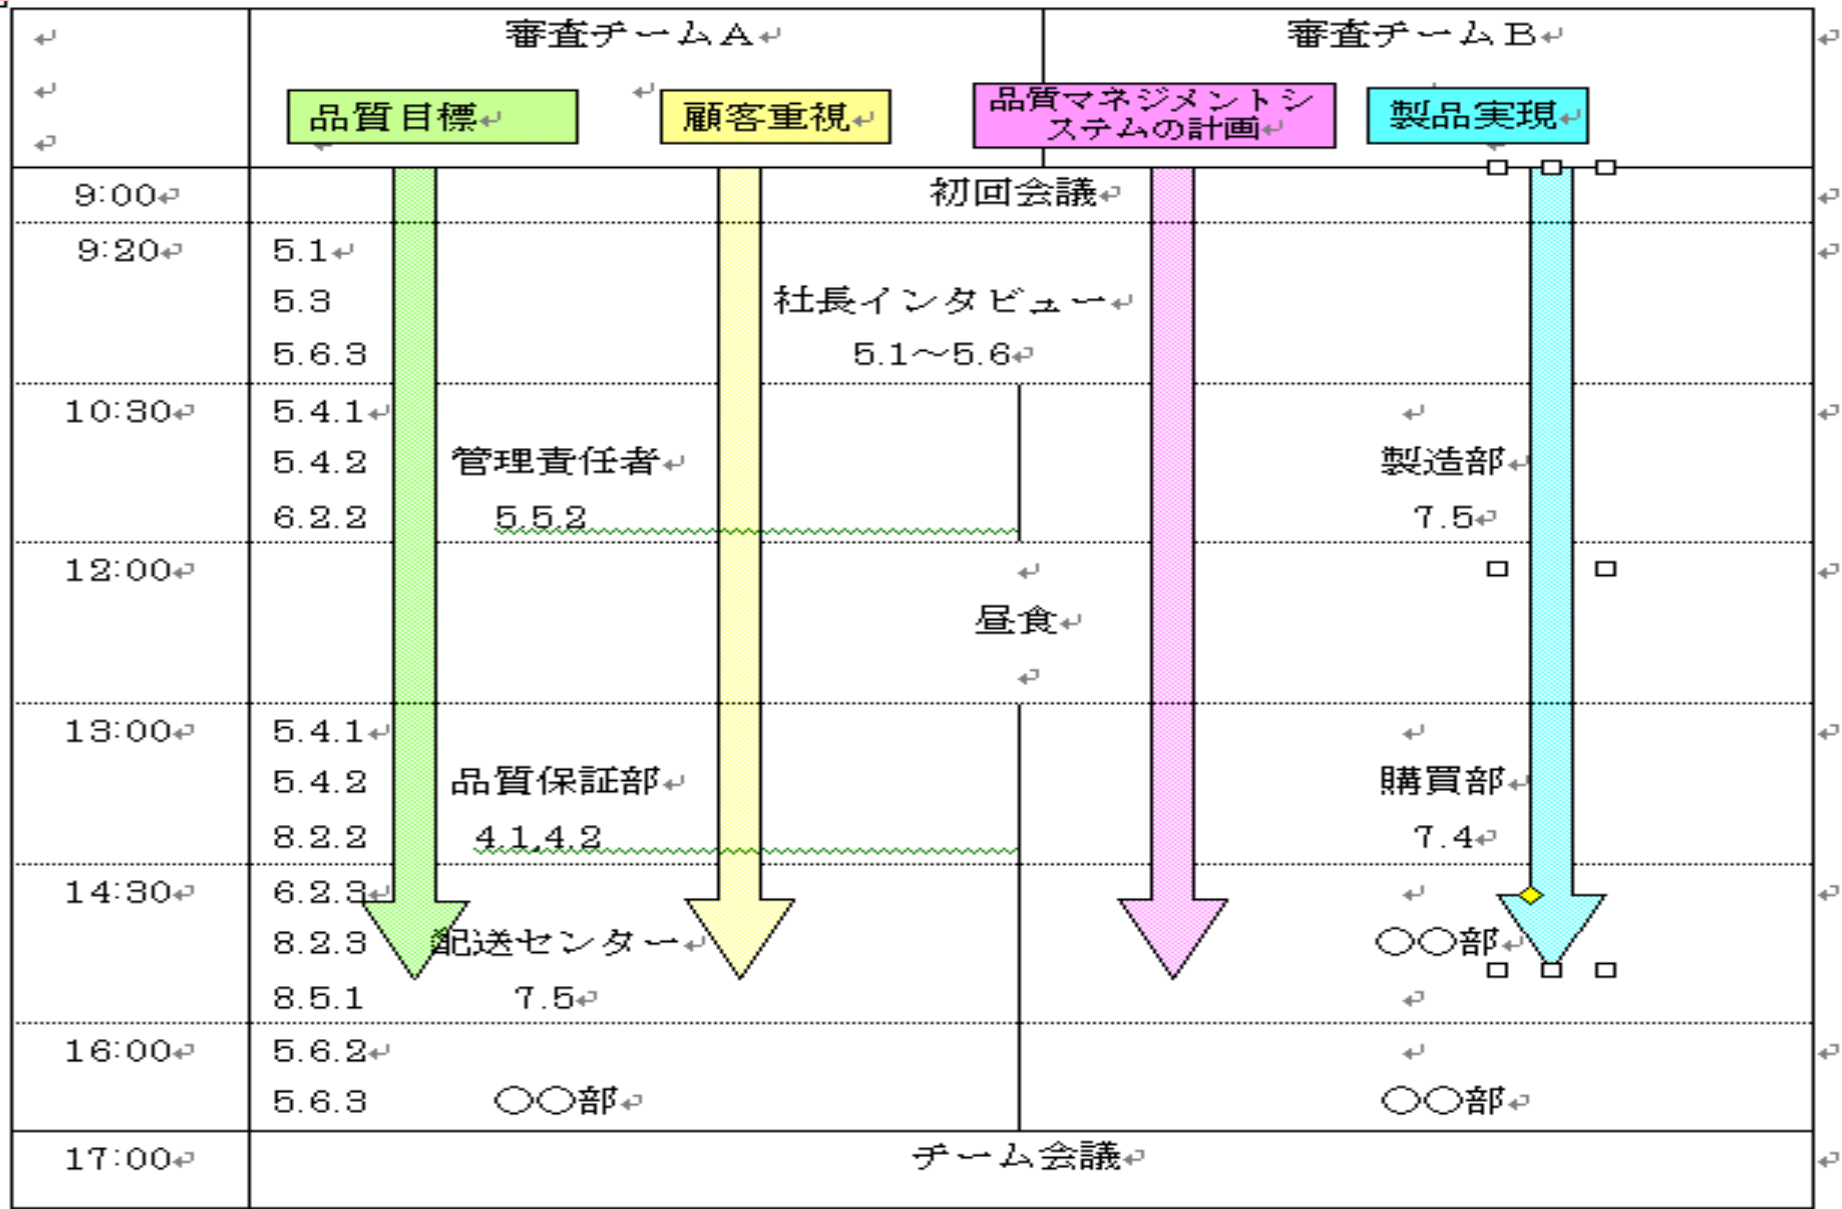 審査チームA 審査チームB
品質目標 顧客重視 品質マネジメントシ 製品実現
ステムの計画
9:00 初回会議
9:20 5.1
5.3 社長インタビュー
5.6.3 5.1～5.6
10:30 5.4.1
5.4.2 管理責任者 製造部
6.2.2 5.5.2 7.5
12:00
昼食
13:00 5.4.1
5.4.2 品質保証部 購買部
8.2.2 4.1,4.2 7.4
14:30 6.2.3
8.2.3 配送センター 〇〇部
8.5.1 7.5
16:00 5.6.2
5.6.3 〇〇部 〇〇部
17:00 チーム会議